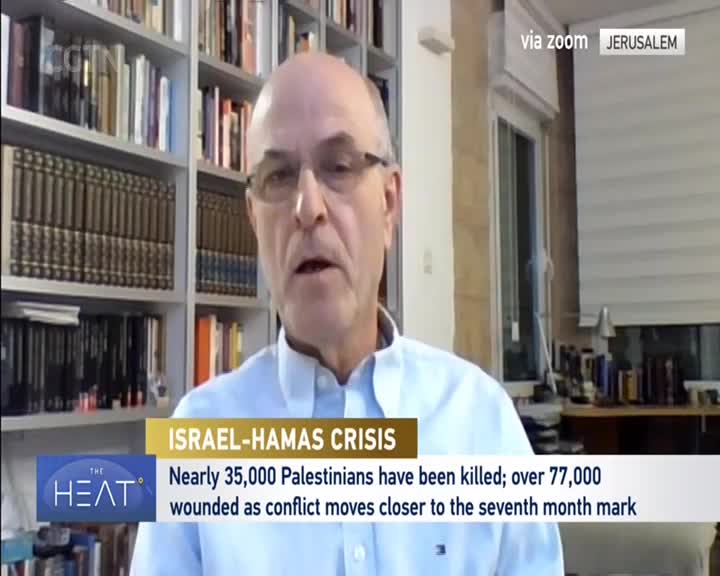 CGTN
via zoom JERUSALEM
ISRAEL-HAMAS CRISIS
THE
HEAT
Nearly 35,000 Palestinians have been killed; over 77,000
wounded as conflict moves closer to the seventh month mark